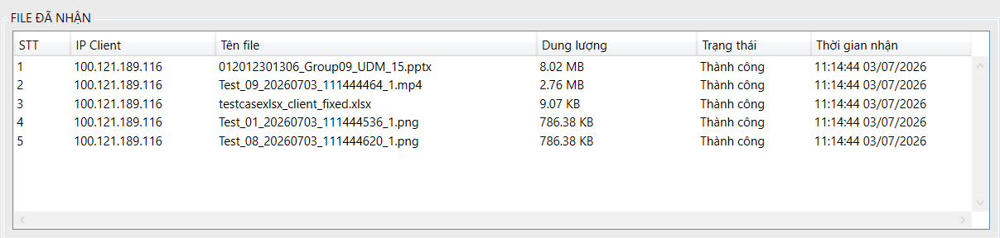 FILE ĐÃ NHẬN
STT IP Client Tên file Dung lượng Trạng thái Thời gian nhận
1 100.121.189.116 012012301306_Group09_UDM_15.pptx 8.02 MB Thành công 11:14:44 03/07/2026
2 100.121.189.116 Test_09_20260703_111444464_1.mp4 2.76 MB Thành công 11:14:44 03/07/2026
3 100.121.189.116 testcasexlsx_client_fixed.xlsx 9.07 KB Thành công 11:14:44 03/07/2026
4 100.121.189.116 Test_01_20260703_111444536_1.png 786.38 KB Thành công 11:14:44 03/07/2026
5 100.121.189.116 Test_08_20260703_111444620_1.png 786.38 KB Thành công 11:14:44 03/07/2026